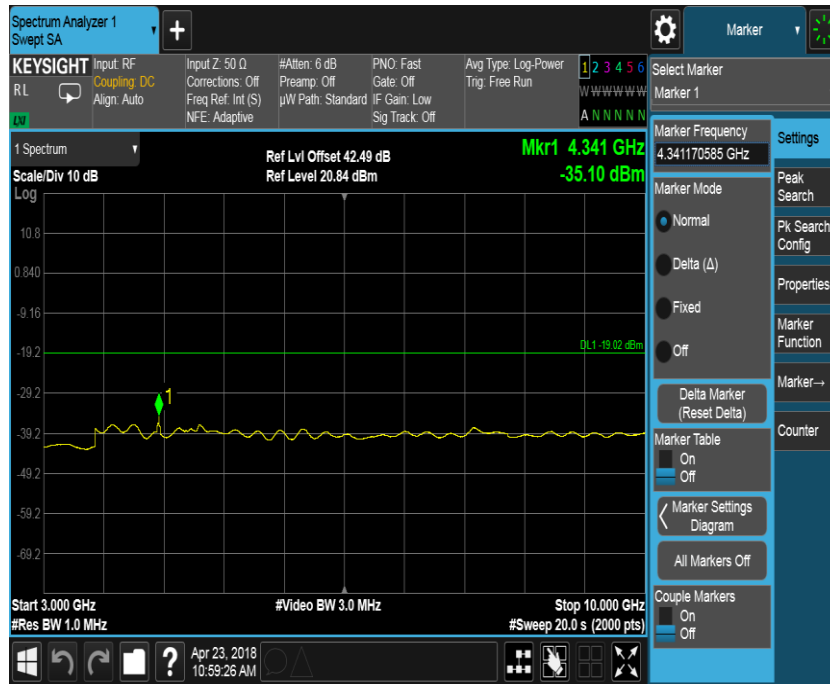 Spectrum Analyzer 1
Swept SA
+
Marker
KEYSIGHT
RL
LXI
Input: RF
Coupling: DC
Align: Auto
Input Z: 50 Ω
Corrections: Off
Freq Ref: Int (S)
NFE: Adaptive
#Atten: 6 dB
Preamp: Off
µW Path: Standard
PNO: Fast
Gate: Off
IF Gain: Low
Sig Track: Off
Avg Type: Log-Power
Trig: Free Run
1 2 3 4 5 6
W W W W W W
A N N N N N
Select Marker
Marker 1
1 Spectrum
Scale/Div 10 dB
Log
Ref Lvl Offset 42.49 dB
Ref Level 20.84 dBm
Mkr1 4.341 GHz
-35.10 dBm
10.8
0.840
-9.16
-19.2
-29.2
-39.2
-49.2
-59.2
-69.2
DL1 -19.02 dBm
1
Start 3.000 GHz
#Res BW 1.0 MHz
#Video BW 3.0 MHz
Stop 10.000 GHz
#Sweep 20.0 s (2000 pts)
Marker Frequency
4.341170585 GHz
Marker Mode
Normal
Delta (Δ)
Fixed
Off
Delta Marker
(Reset Delta)
Marker Table
On
Off
Marker Settings
Diagram
All Markers Off
Couple Markers
On
Off
Settings
Peak
Search
Pk Search
Config
Properties
Marker
Function
Marker→
Counter
?
Apr 23, 2018
10:59:26 AM